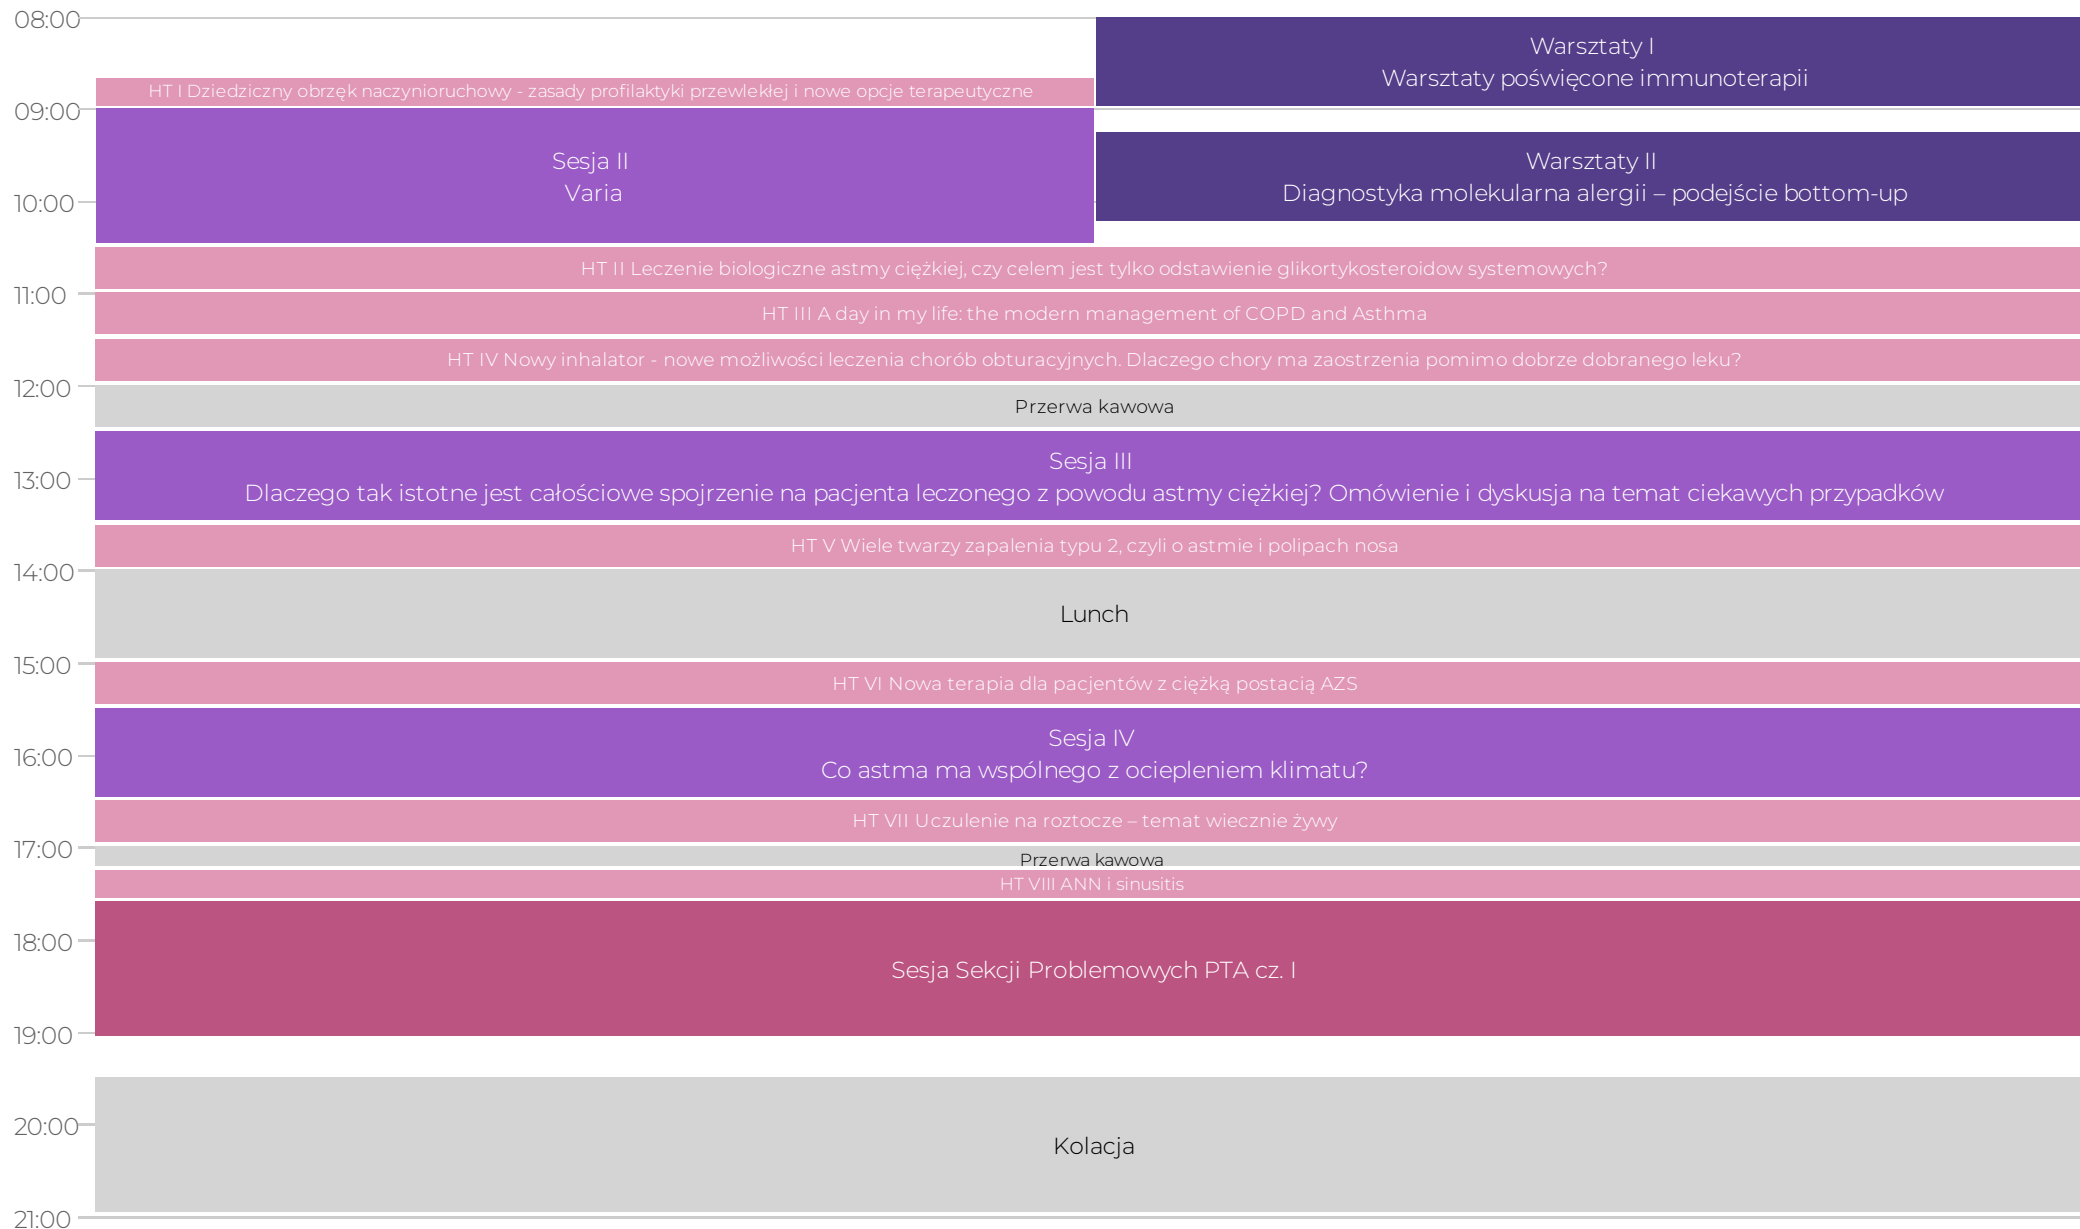 08:00
Warsztaty I
Warsztaty poświęcone immunoterapii
HT I Dziedziczny obrzęk naczynioruchowy - zasady profilaktyki przewlekłej i nowe opcje terapeutyczne
09:00
Sesja II
Varia
Warsztaty II
Diagnostyka molekularna alergii – podejście bottom-up
10:00
HT II Leczenie biologiczne astmy ciężkiej, czy celem jest tylko odstawienie glikortykosteroidow systemowych?
11:00
HT III A day in my life: the modern management of COPD and Asthma
HT IV Nowy inhalator - nowe możliwości leczenia chorób obturacyjnych. Dlaczego chory ma zaostrzenia pomimo dobrze dobranego leku?
12:00
Przerwa kawowa
Sesja III
13:00
Dlaczego tak istotne jest całościowe spojrzenie na pacjenta leczonego z powodu astmy ciężkiej? Omówienie i dyskusja na temat ciekawych przypadków
HT V Wiele twarzy zapalenia typu 2, czyli o astmie i polipach nosa
14:00
Lunch
15:00
HT VI Nowa terapia dla pacjentów z ciężką postacią AZS
Sesja IV
16:00
Co astma ma wspólnego z ociepleniem klimatu?
HT VII Uczulenie na roztocze – temat wiecznie żywy
17:00
Przerwa kawowa
HT VIII ANN i sinusitis
18:00
Sesja Sekcji Problemowych PTA cz. I
19:00
20:00
Kolacja
21:00